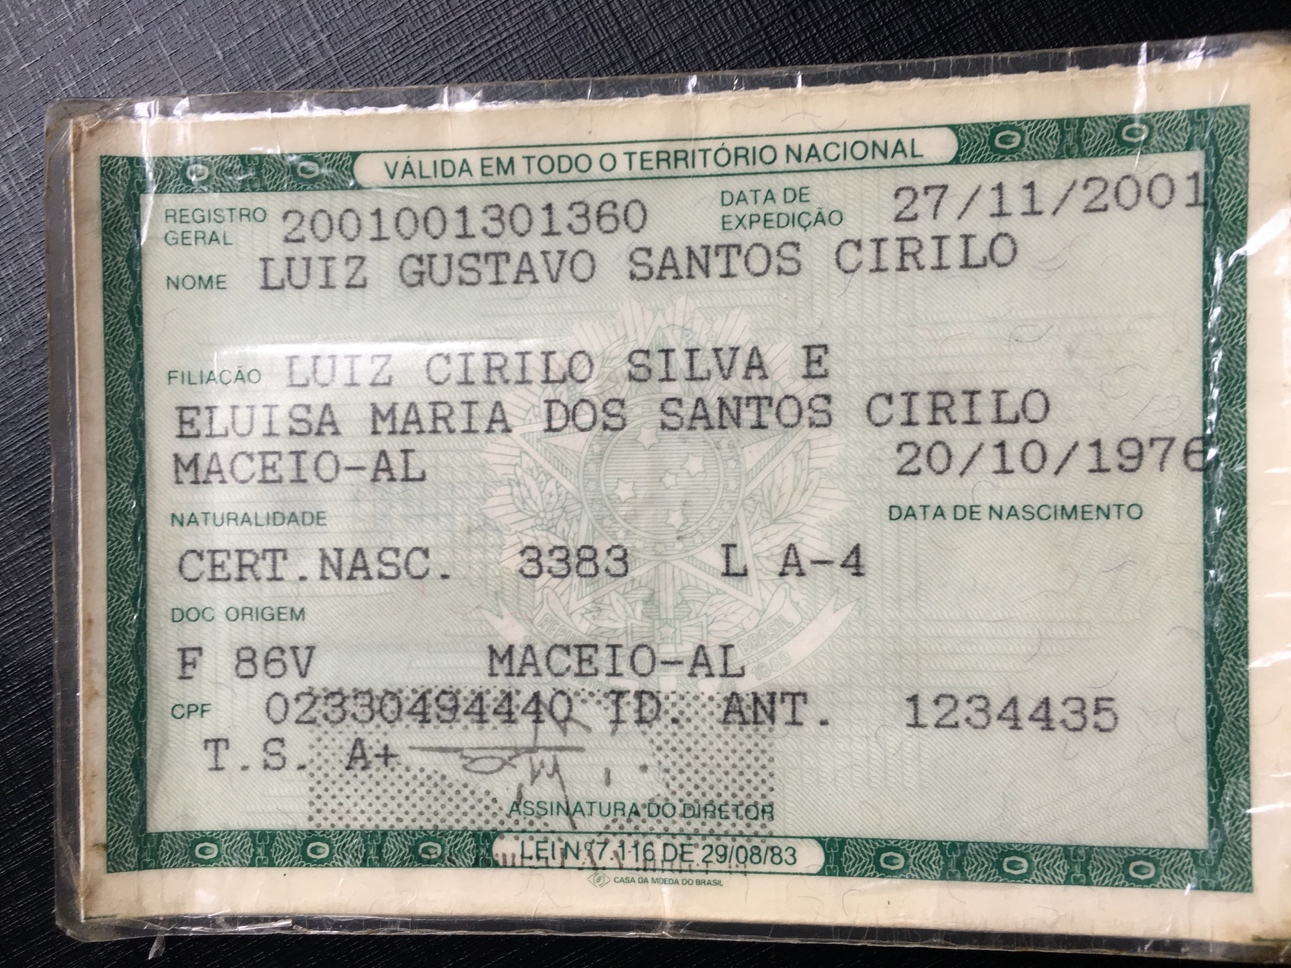 VÁLIDA EM TODO O TERRITÓRIO NACIONAL
REGISTRO GERAL 2001001301360 DATA DE EXPEDIÇÃO 27/11/2001
NOME LUIZ GUSTAVO SANTOS CIRILO
FILIAÇÃO LUIZ CIRILO SILVA E
ELUISA MARIA DOS SANTOS CIRILO
MACEIO-AL 20/10/1976
NATURALIDADE DATA DE NASCIMENTO
CERT.NASC. 3383 L A-4
DOC ORIGEM
F 86V MACEIO-AL
CPF 02330494440 ID. ANT. 1234435
T.S. A+
ASSINATURA DO DIRETOR
LEI Nº 7.116 DE 29/08/83
CASA DA MOEDA DO BRASIL